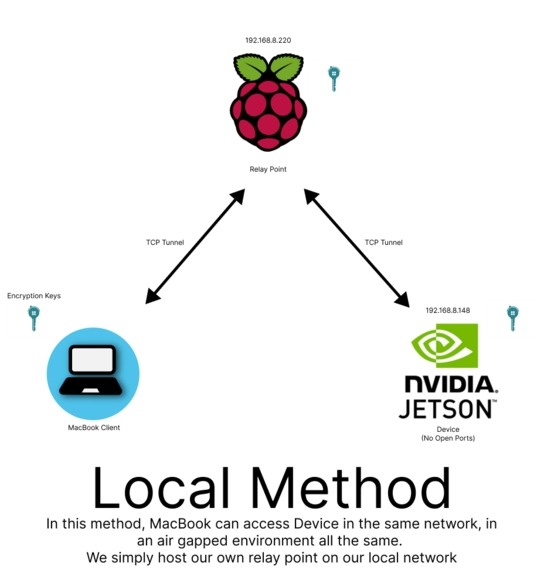 192.168.8.220
Relay Point
TCP Tunnel
TCP Tunnel
Encryption Keys
192.168.8.148
NVIDIA.
JETSON™
MacBook Client
Device
(No Open Ports)
Local Method
In this method, MacBook can access Device in the same network, in
an air gapped environment all the same.
We simply host our own relay point on our local network